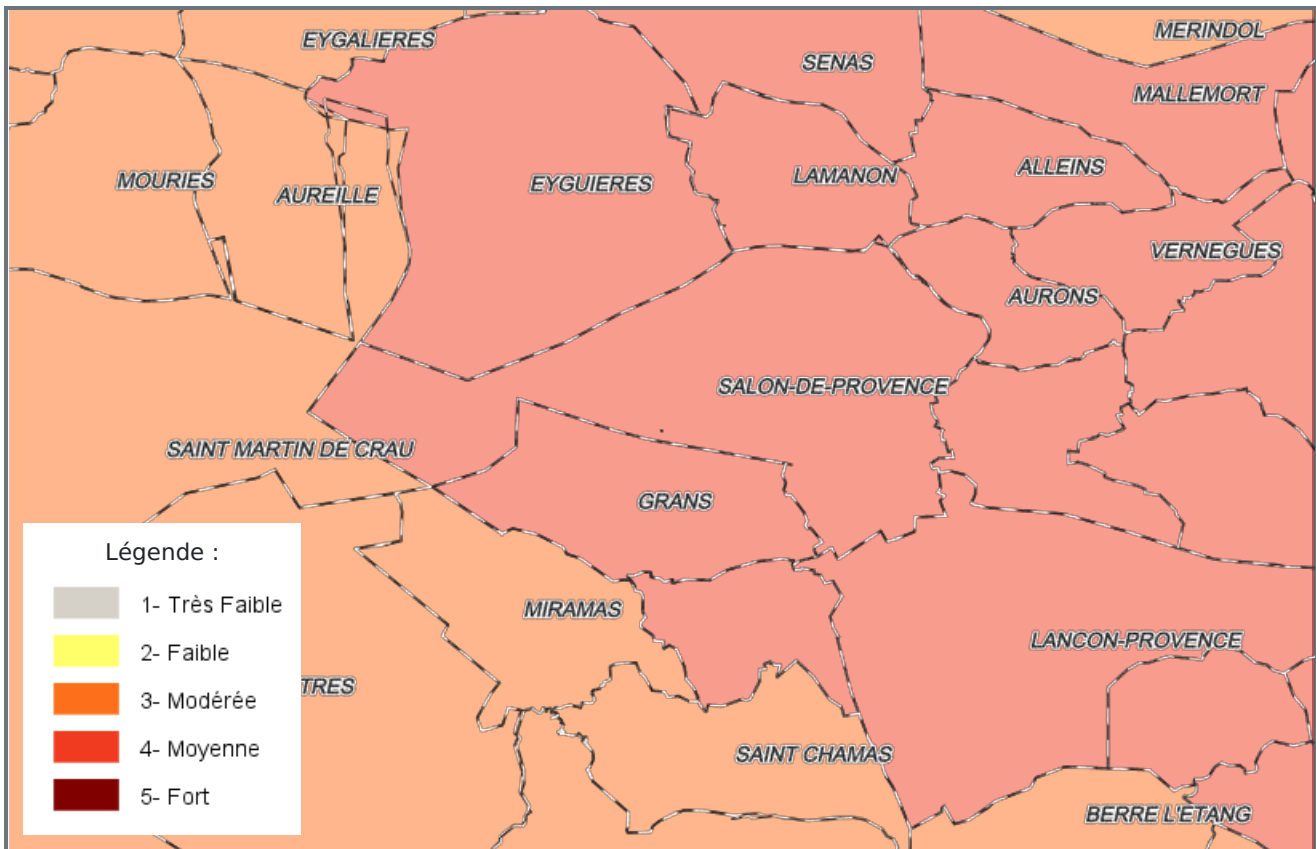 MERINDOL
EYGALIERES
SENAS
MALLEMORT
ALLEINS
LAMANON
MOURIES
AUREILLE
EYGUIERES
VERNEGUES
AURONS
SALON-DE-PROVENCE
SAINT MARTIN DE CRAU
GRANS
Légende :
1- Très Faible
2- Faible
3- Modérée
4- Moyenne
5- Fort
MIRAMAS
LANCON-PROVENCE
TRES
SAINT CHAMAS
BERRE L'ETANG